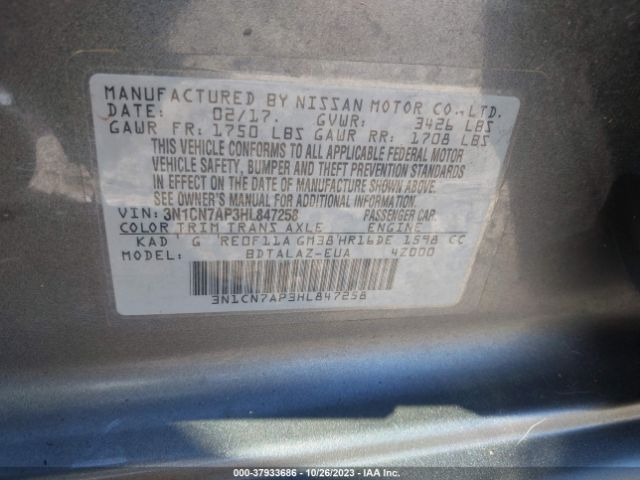 MANUFACTURED BY NISSAN MOTOR CO., LTD.
DATE: 02/17. GVWR: 3426 LBS
GAWR FR: 1750 LBS GAWR RR: 1708 LBS
THIS VEHICLE CONFORMS TO ALL APPLICABLE FEDERAL MOTOR
VEHICLE SAFETY, BUMPER AND THEFT PREVENTION STANDARDS
IN EFFECT ON THE DATE OF MANUFACTURE SHOWN ABOVE.
SEE OWNER'S MANUAL FOR ADDITIONAL INFORMATION.
VIN: 3N1CN7AP3HL847258 PASSENGER CAR
COLOR TRIM TRANS AXLE ENGINE
KAD G RE0F11A GM38 HR16DE 1598 CC
MODEL: BDTALAZ-EUA 4Z000
3N1CN7AP3HL847258
000-37933686 - 10/26/2023 - IAA Inc.